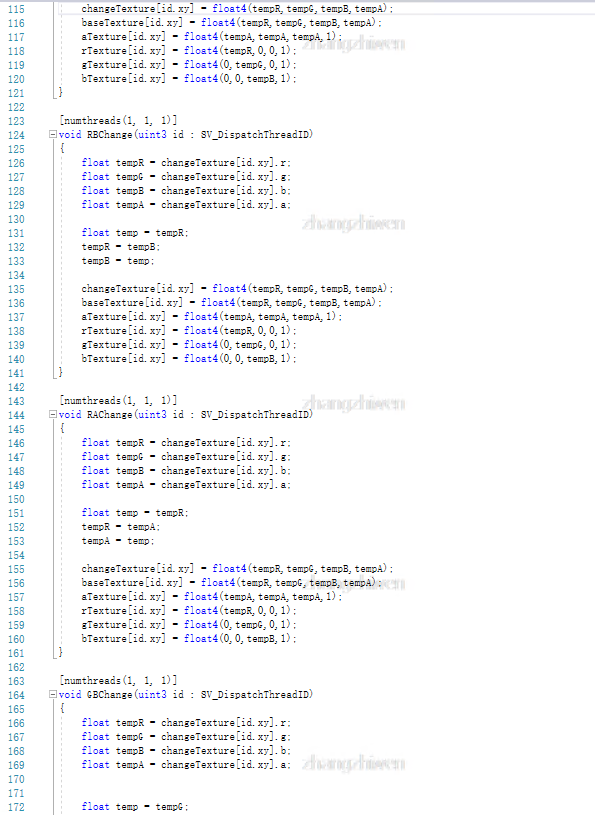 115 changeTexture[id.xy] = float4(tempR,tempG,tempB,tempA);
116 baseTexture[id.xy] = float4(tempR,tempG,tempB,tempA);
117 aTexture[id.xy] = float4(tempA,tempA,tempA,1);
zhangzhiwen
118 rTexture[id.xy] = float4(tempR,0,0,1);
119 gTexture[id.xy] = float4(0,tempG,0,1);
120 bTexture[id.xy] = float4(0,0,tempB,1);
121 }
122
123 [numthreads(1, 1, 1)]
124 void RBChange(uint3 id : SV_DispatchThreadID)
125 {
126 float tempR = changeTexture[id.xy].r;
127 float tempG = changeTexture[id.xy].g;
128 float tempB = changeTexture[id.xy].b;
129 float tempA = changeTexture[id.xy].a;
130
zhangzhiwen
131 float temp = tempR;
132 tempR = tempB;
133 tempB = temp;
134
135 changeTexture[id.xy] = float4(tempR,tempG,tempB,tempA);
136 baseTexture[id.xy] = float4(tempR,tempG,tempB,tempA);
137 aTexture[id.xy] = float4(tempA,tempA,tempA,1);
138 rTexture[id.xy] = float4(tempR,0,0,1);
139 gTexture[id.xy] = float4(0,tempG,0,1);
140 bTexture[id.xy] = float4(0,0,tempB,1);
141 }
142
143 [numthreads(1, 1, 1)]
zhangzhiwen
144 void RAChange(uint3 id : SV_DispatchThreadID)
145 {
146 float tempR = changeTexture[id.xy].r;
147 float tempG = changeTexture[id.xy].g;
148 float tempB = changeTexture[id.xy].b;
149 float tempA = changeTexture[id.xy].a;
150
151 float temp = tempR;
152 tempR = tempA;
153 tempA = temp;
154
155 changeTexture[id.xy] = float4(tempR,tempG,tempB,tempA);
156 baseTexture[id.xy] = float4(tempR,tempG,tempB,tempA);
zhangzhiwen
157 aTexture[id.xy] = float4(tempA,tempA,tempA,1);
158 rTexture[id.xy] = float4(tempR,0,0,1);
159 gTexture[id.xy] = float4(0,tempG,0,1);
160 bTexture[id.xy] = float4(0,0,tempB,1);
161 }
162
163 [numthreads(1, 1, 1)]
164 void GBChange(uint3 id : SV_DispatchThreadID)
165 {
166 float tempR = changeTexture[id.xy].r;
167 float tempG = changeTexture[id.xy].g;
168 float tempB = changeTexture[id.xy].b;
169 float tempA = changeTexture[id.xy].a;
zhangzhiwen
170
171
172 float temp = tempG;